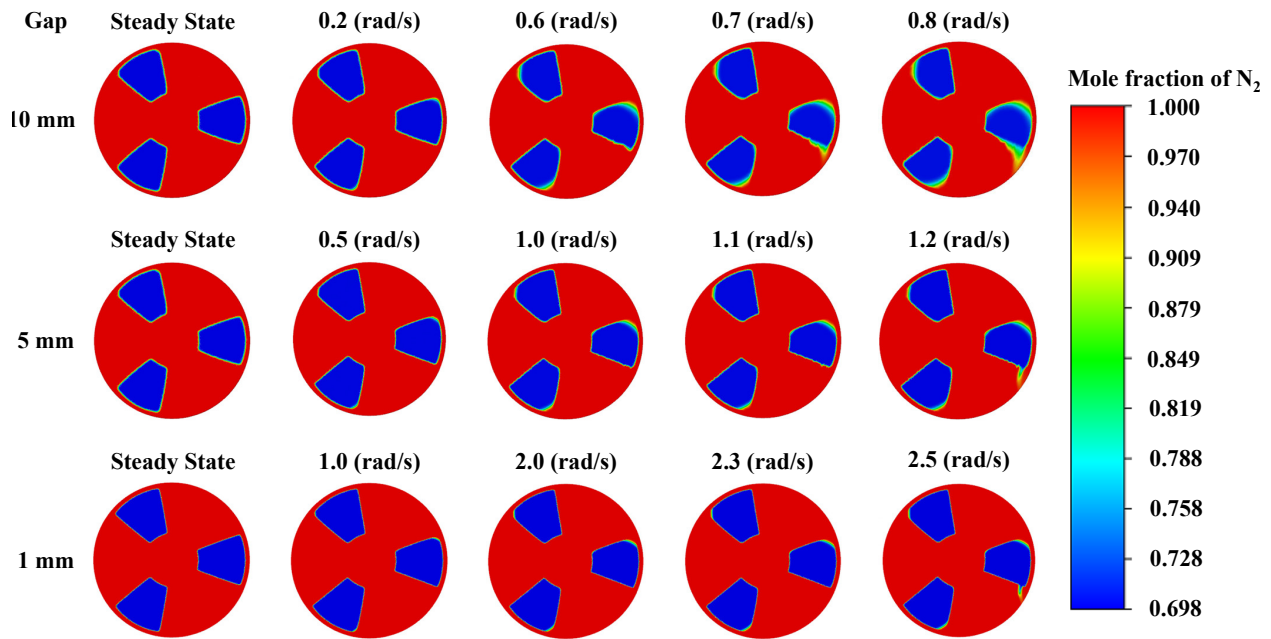 Gap Steady State 0.2 (rad/s) 0.6 (rad/s) 0.7 (rad/s) 0.8 (rad/s)
10 mm
Steady State 0.5 (rad/s) 1.0 (rad/s) 1.1 (rad/s) 1.2 (rad/s)
5 mm
Steady State 1.0 (rad/s) 2.0 (rad/s) 2.3 (rad/s) 2.5 (rad/s)
1 mm
Mole fraction of N₂
1.000
0.970
0.940
0.909
0.879
0.849
0.819
0.788
0.758
0.728
0.698